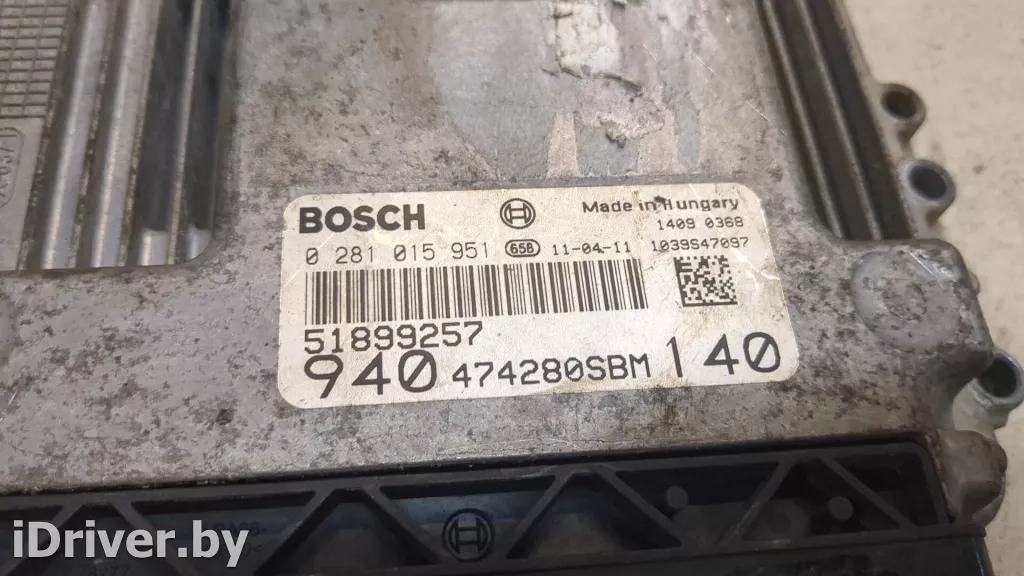 BOSCH
Made in Hungary
1409 0368
0 281 015 951 65B 11-04-11 1039S47097
51899257
940 474280SBM 140
iDriver.by